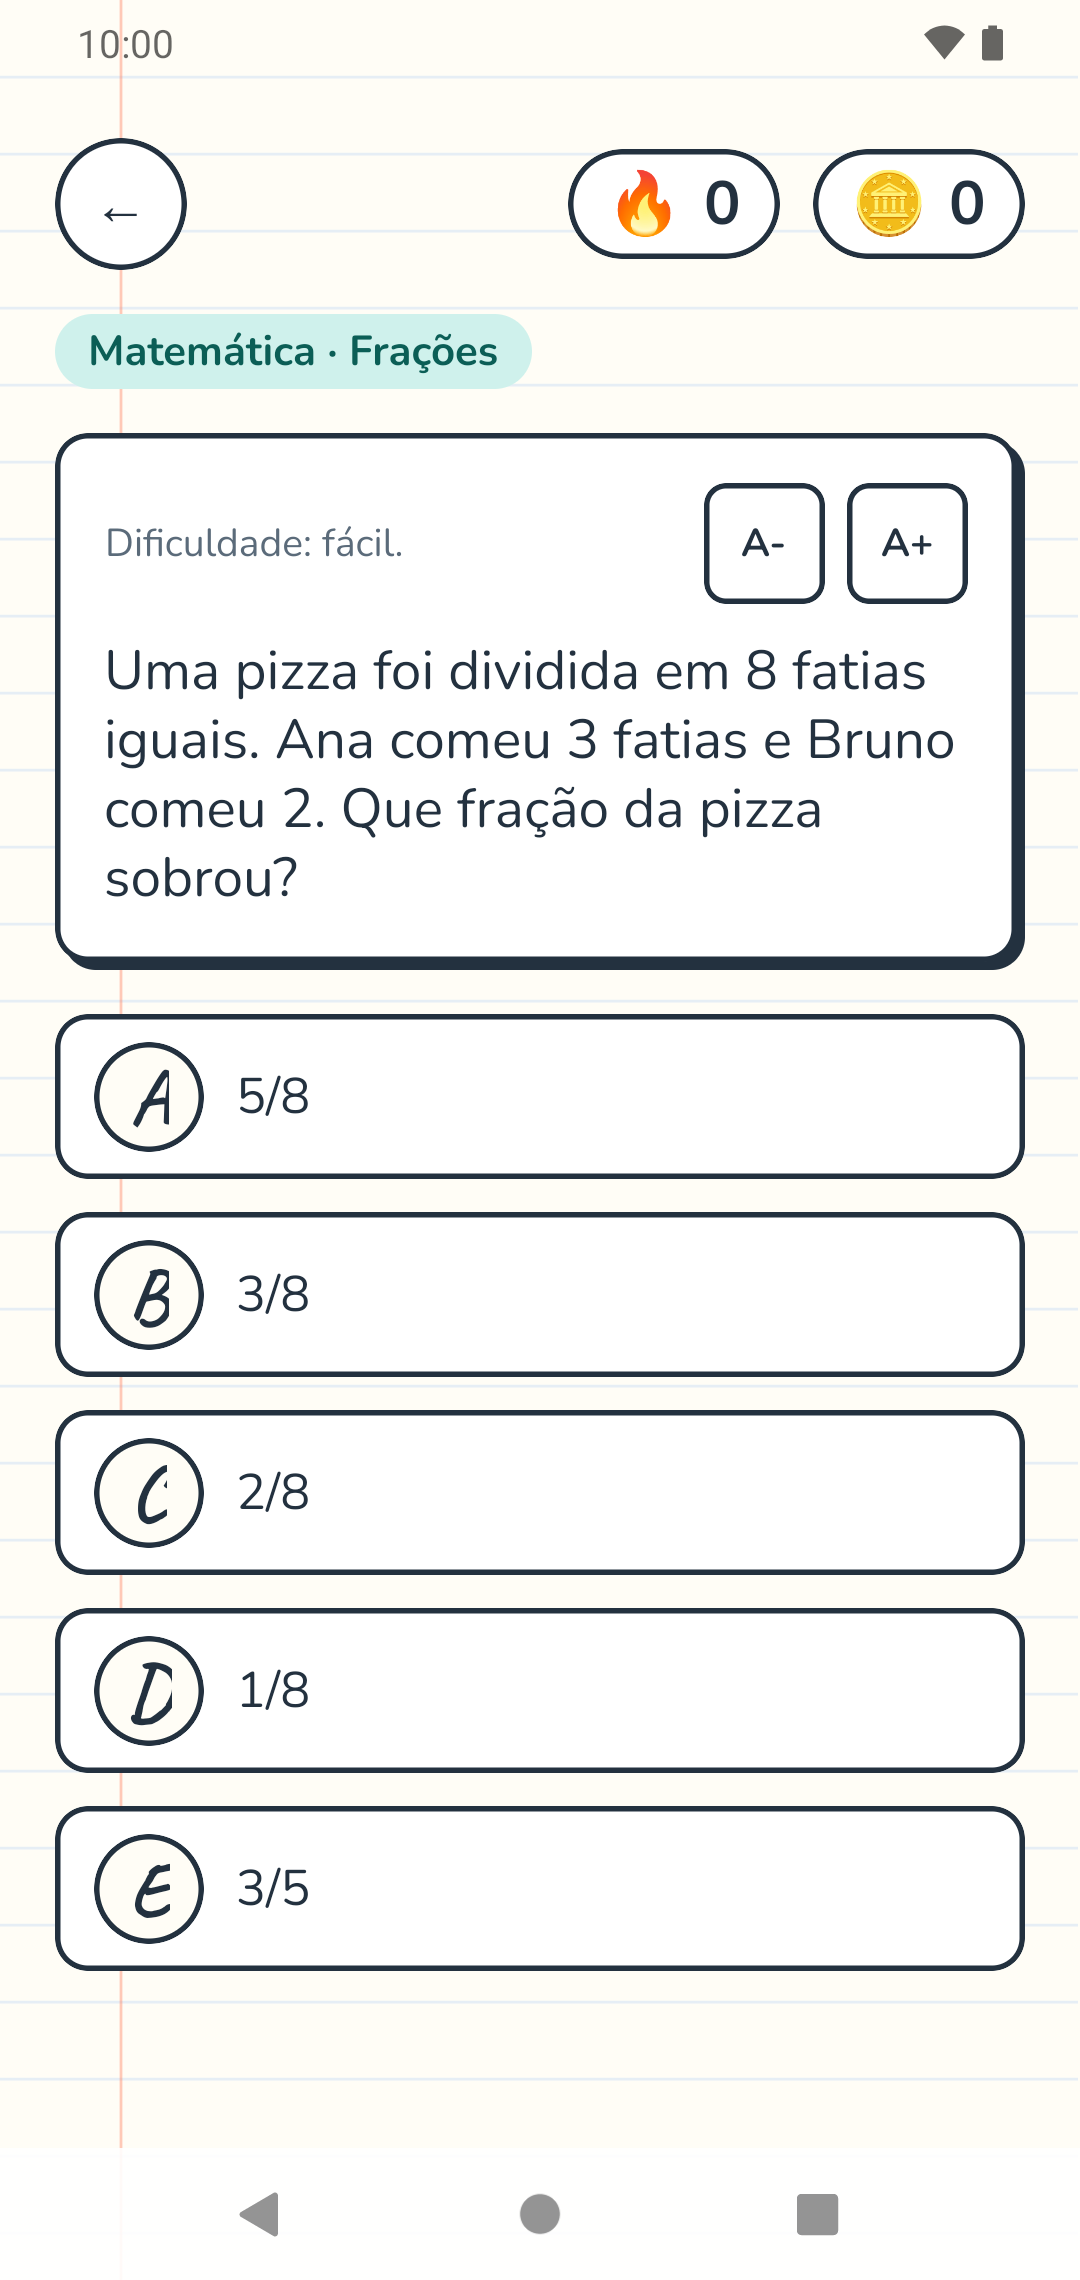 10:00
←
0
0
Matemática · Frações
Dificuldade: fácil.
A-
A+
Uma pizza foi dividida em 8 fatias
iguais. Ana comeu 3 fatias e Bruno
comeu 2. Que fração da pizza
sobrou?
A 5/8
B 3/8
C 2/8
D 1/8
E 3/5